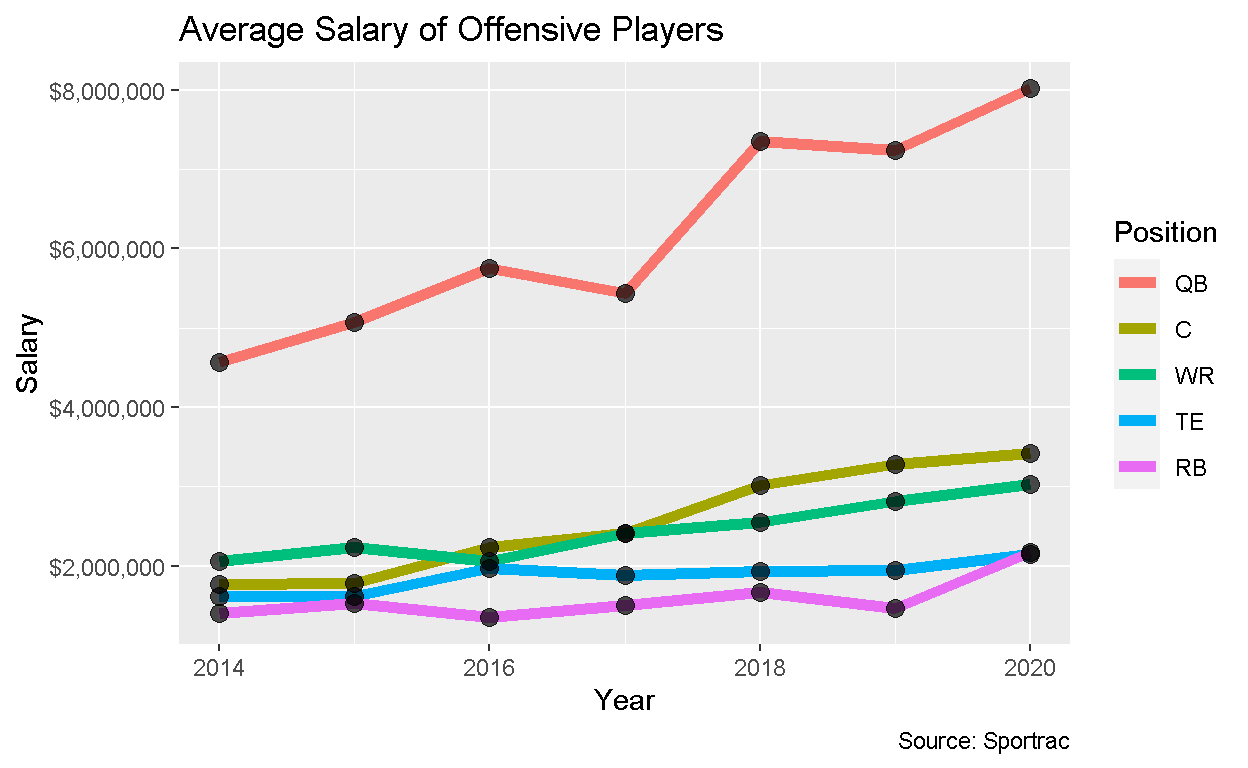 Average Salary of Offensive Players
$8,000,000
$6,000,000
$4,000,000
$2,000,000
Salary
2014 2016 2018 2020
Year
Position
QB
C
WR
TE
RB
Source: Sportrac